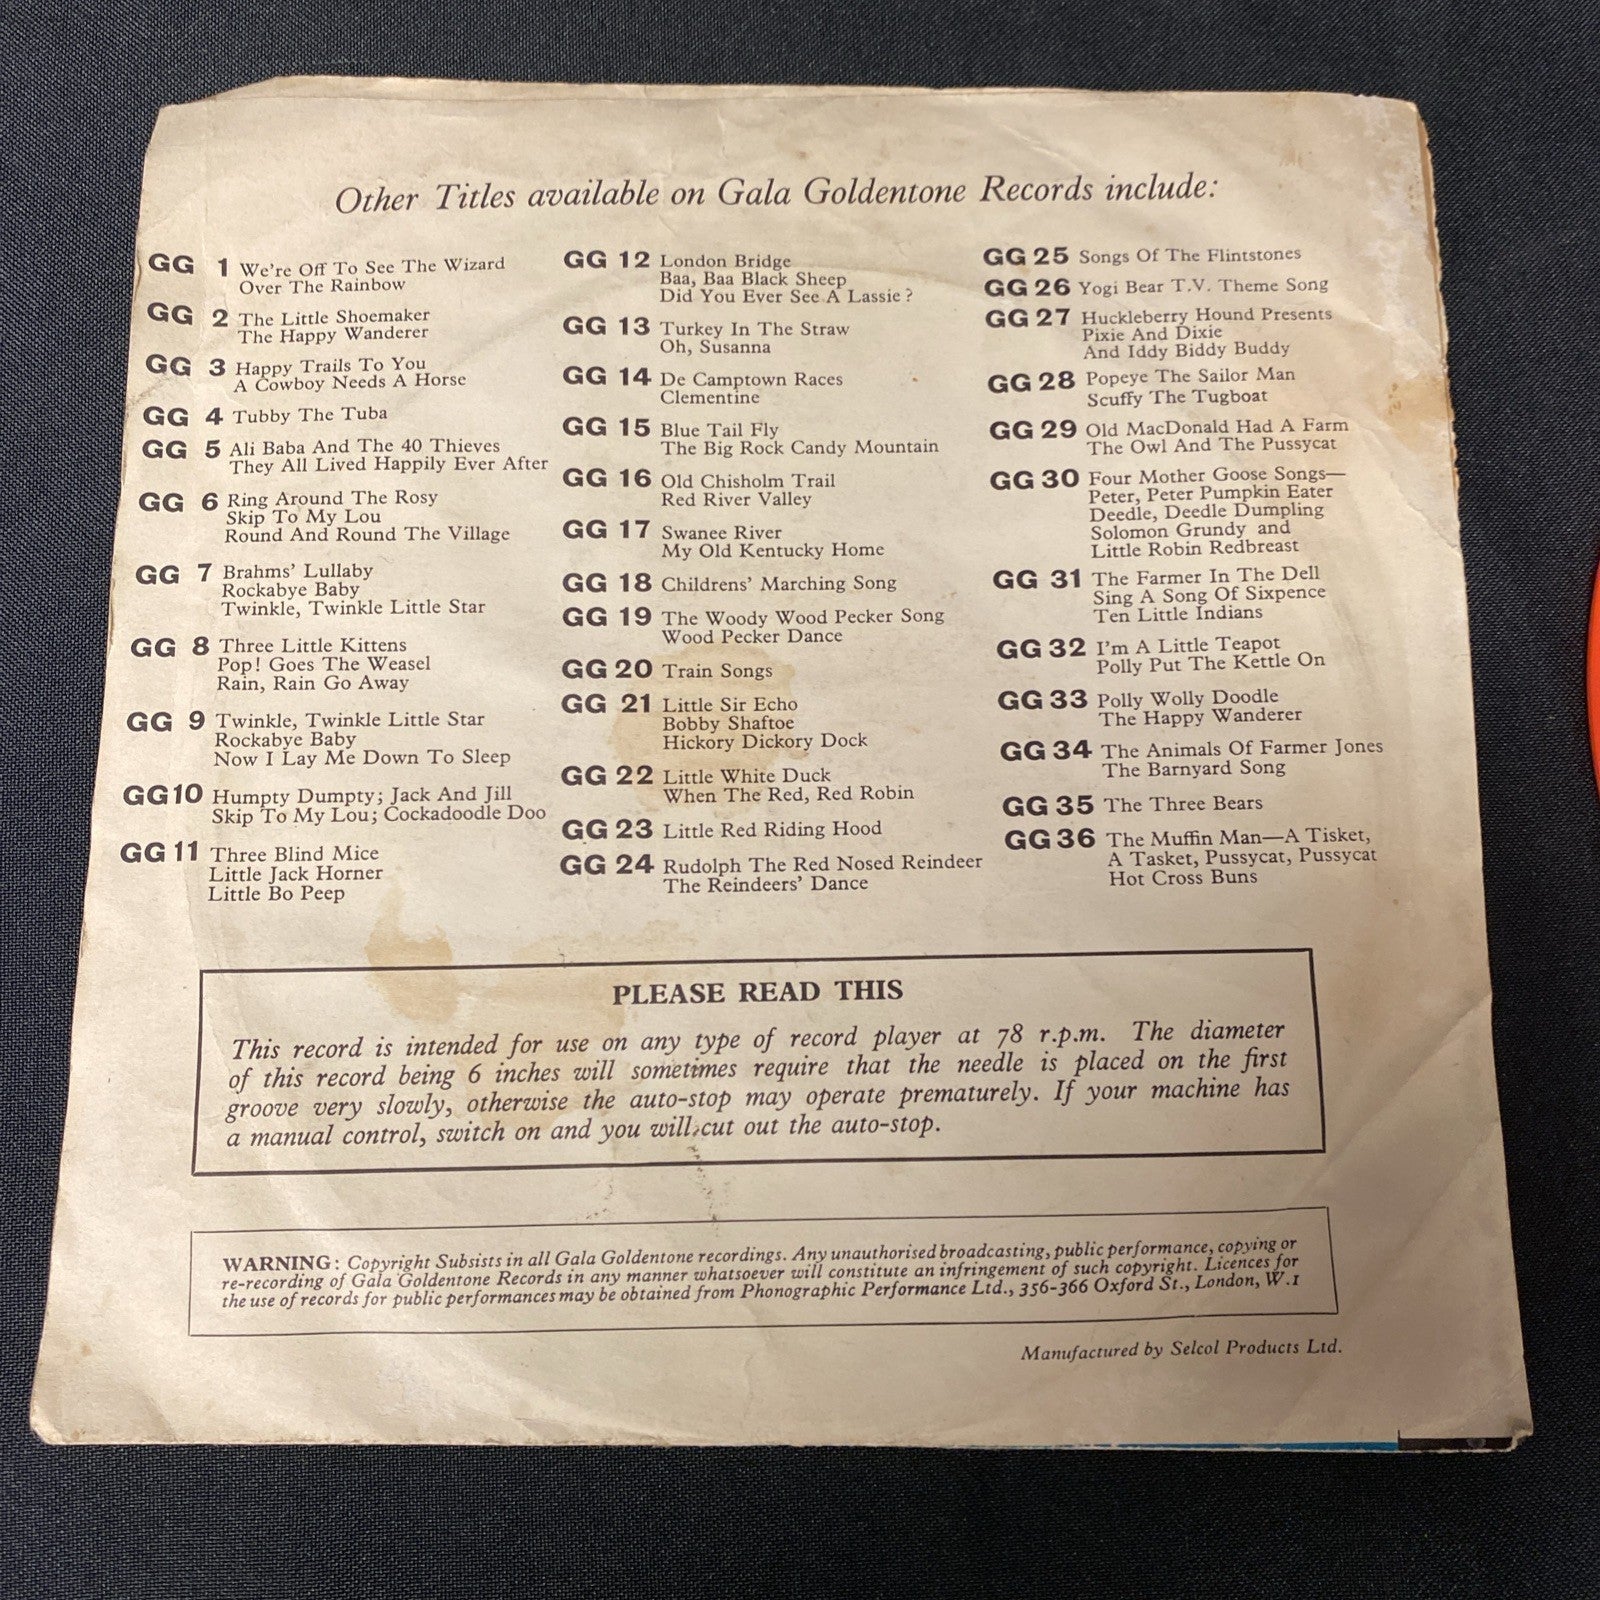 Other Titles available on Gala Goldentone Records include:
GG 1 We're Off To See The Wizard
Over The Rainbow
GG 2 The Little Shoemaker
The Happy Wanderer
GG 3 Happy Trails To You
A Cowboy Needs A Horse
GG 4 Tubby The Tuba
GG 5 Ali Baba And The 40 Thieves
They All Lived Happily Ever After
GG 6 Ring Around The Rosy
Skip To My Lou
Round And Round The Village
GG 7 Brahms' Lullaby
Rockabye Baby
Twinkle, Twinkle Little Star
GG 8 Three Little Kittens
Pop! Goes The Weasel
Rain, Rain Go Away
GG 9 Twinkle, Twinkle Little Star
Rockabye Baby
Now I Lay Me Down To Sleep
GG 10 Humpty Dumpty; Jack And Jill
Skip To My Lou; Cockadoodle Doo
GG 11 Three Blind Mice
Little Jack Horner
Little Bo Peep
GG 12 London Bridge
Baa, Baa Black Sheep
Did You Ever See A Lassie?
GG 13 Turkey In The Straw
Oh, Susanna
GG 14 De Camptown Races
Clementine
GG 15 Blue Tail Fly
The Big Rock Candy Mountain
GG 16 Old Chisholm Trail
Red River Valley
GG 17 Swanee River
My Old Kentucky Home
GG 18 Childrens' Marching Song
GG 19 The Woody Wood Pecker Song
Wood Pecker Dance
GG 20 Train Songs
GG 21 Little Sir Echo
Bobby Shaftoe
Hickory Dickory Dock
GG 22 Little White Duck
When The Red, Red Robin
GG 23 Little Red Riding Hood
GG 24 Rudolph The Red Nosed Reindeer
The Reindeers' Dance
GG 25 Songs Of The Flintstones
GG 26 Yogi Bear T.V. Theme Song
GG 27 Huckleberry Hound Presents
Pixie And Dixie
And Iddy Biddy Buddy
GG 28 Popeye The Sailor Man
Scuffy The Tugboat
GG 29 Old MacDonald Had A Farm
The Owl And The Pussycat
GG 30 Four Mother Goose Songs—
Peter, Peter Pumpkin Eater
Deedle, Deedle Dumpling
Solomon Grundy and
Little Robin Redbreast
GG 31 The Farmer In The Dell
Sing A Song Of Sixpence
Ten Little Indians
GG 32 I'm A Little Teapot
Polly Put The Kettle On
GG 33 Polly Wolly Doodle
The Happy Wanderer
GG 34 The Animals Of Farmer Jones
The Barnyard Song
GG 35 The Three Bears
GG 36 The Muffin Man—A Tisket,
A Tasket, Pussycat, Pussycat
Hot Cross Buns
PLEASE READ THIS
This record is intended for use on any type of record player at 78 r.p.m. The diameter
of this record being 6 inches will sometimes require that the needle is placed on the first
groove very slowly, otherwise the auto-stop may operate prematurely. If your machine has
a manual control, switch on and you will cut out the auto-stop.
WARNING: Copyright Subsists in all Gala Goldentone recordings. Any unauthorised broadcasting, public performance, copying or
re-recording of Gala Goldentone Records in any manner whatsoever will constitute an infringement of such copyright. Licences for
the use of records for public performances may be obtained from Phonographic Performance Ltd., 356-366 Oxford St., London, W.1
Manufactured by Selcol Products Ltd.